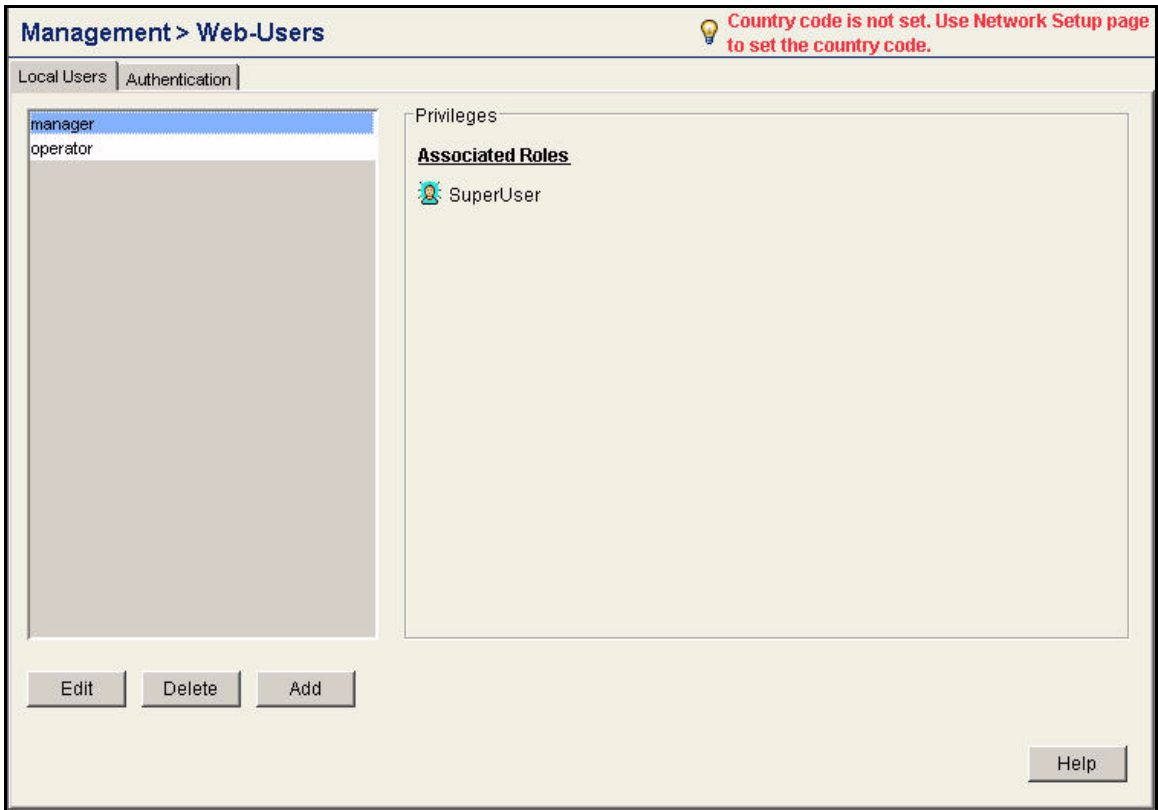 Management > Web-Users
Country code is not set. Use Network Setup page
to set the country code.
Local Users
Authentication
manager
operator
Privileges
Associated Roles
SuperUser
Edit
Delete
Add
Help